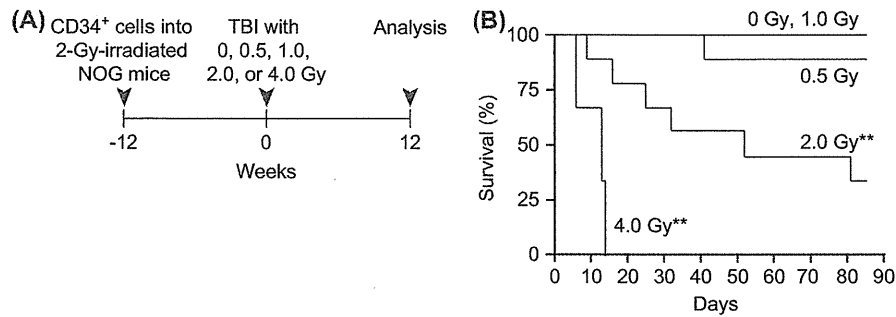 (A)
CD34+ cells into
2-Gy-irradiated
NOG mice
TBI with
0, 0.5, 1.0,
2.0, or 4.0 Gy
Analysis
-12
0
12
Weeks
(B)
Survival (%)
100
75
50
25
0
0 Gy, 1.0 Gy
0.5 Gy
2.0 Gy**
4.0 Gy**
0 10 20 30 40 50 60 70 80 90
Days